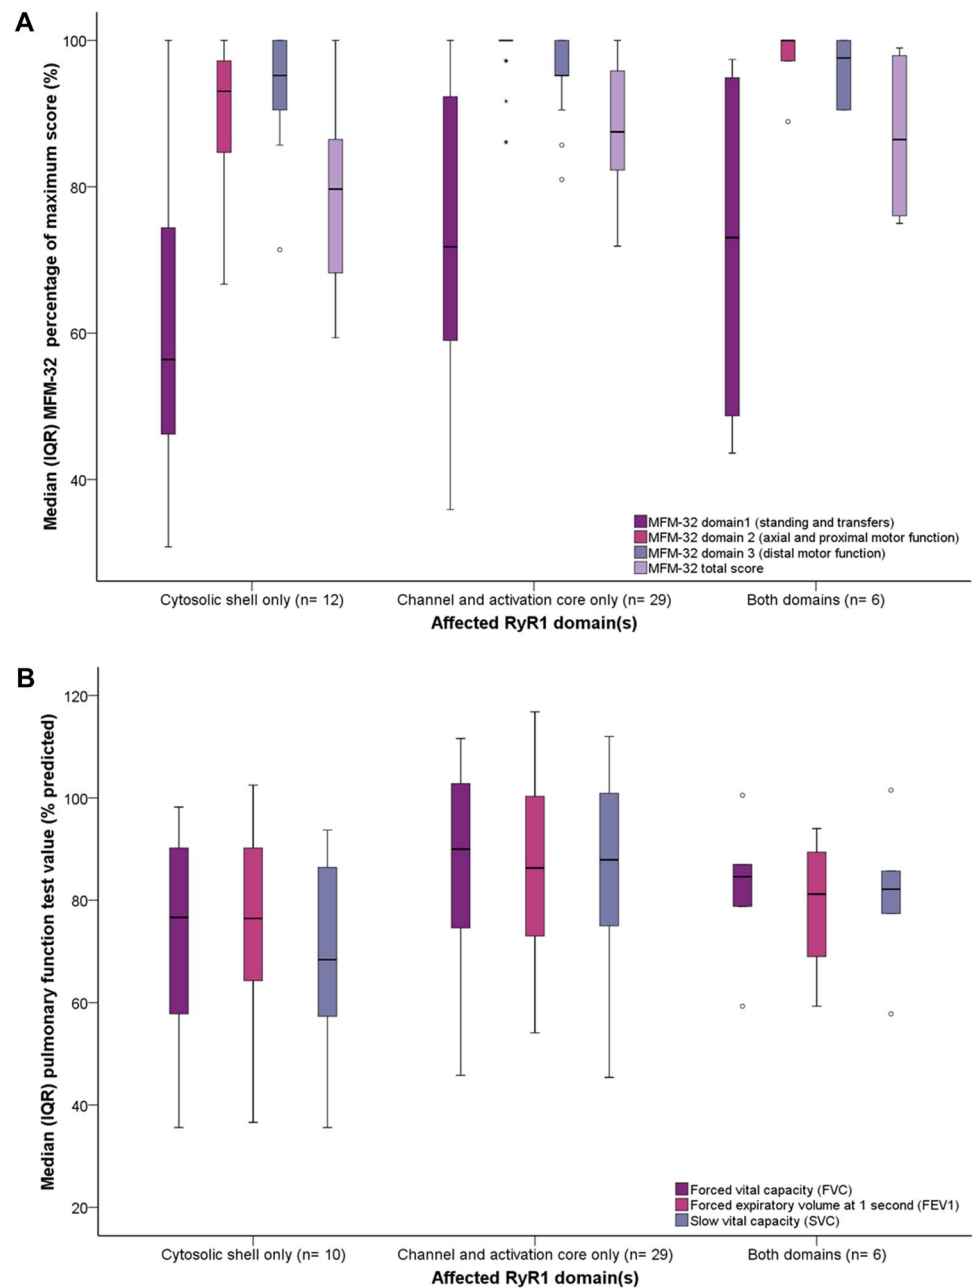 A
Median (IQR) MFM-32 percentage of maximum score (%)
100
80
60
40
MFM-32 domain1 (standing and transfers)
MFM-32 domain 2 (axial and proximal motor function)
MFM-32 domain 3 (distal motor function)
MFM-32 total score
Cytosolic shell only (n= 12)
Channel and activation core only (n= 29)
Both domains (n= 6)
Affected RyR1 domain(s)
B
Median (IQR) pulmonary function test value (% predicted)
120
100
80
60
40
20
Forced vital capacity (FVC)
Forced expiratory volume at 1 second (FEV1)
Slow vital capacity (SVC)
Cytosolic shell only (n= 10)
Channel and activation core only (n= 29)
Both domains (n= 6)
Affected RyR1 domain(s)